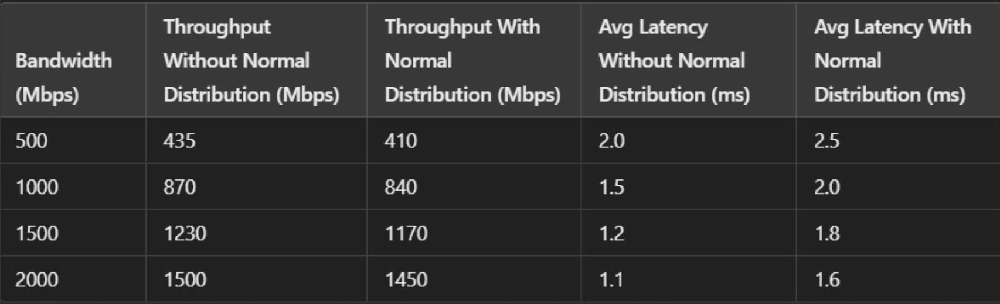 Bandwidth (Mbps) Throughput Without Normal Distribution (Mbps) Throughput With Normal Distribution (Mbps) Avg Latency Without Normal Distribution (ms) Avg Latency With Normal Distribution (ms)
500 435 410 2.0 2.5
1000 870 840 1.5 2.0
1500 1230 1170 1.2 1.8
2000 1500 1450 1.1 1.6